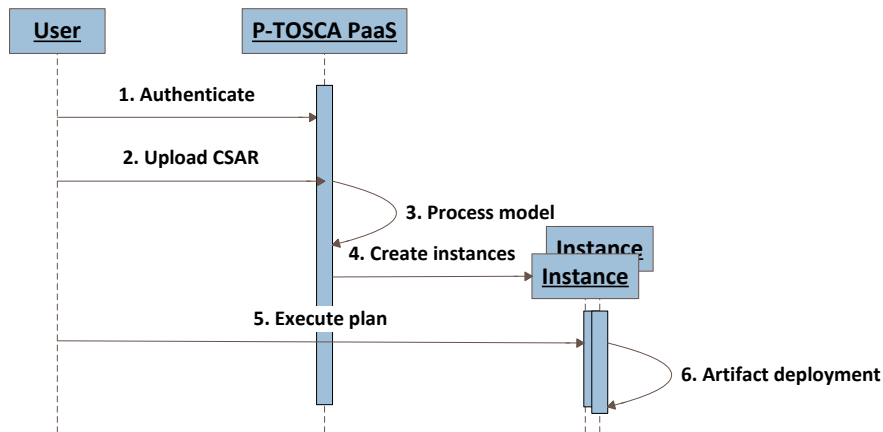 User
P-TOSCA PaaS
1. Authenticate
2. Upload CSAR
3. Process model
4. Create instances
Instance
Instance
5. Execute plan
6. Artifact deployment